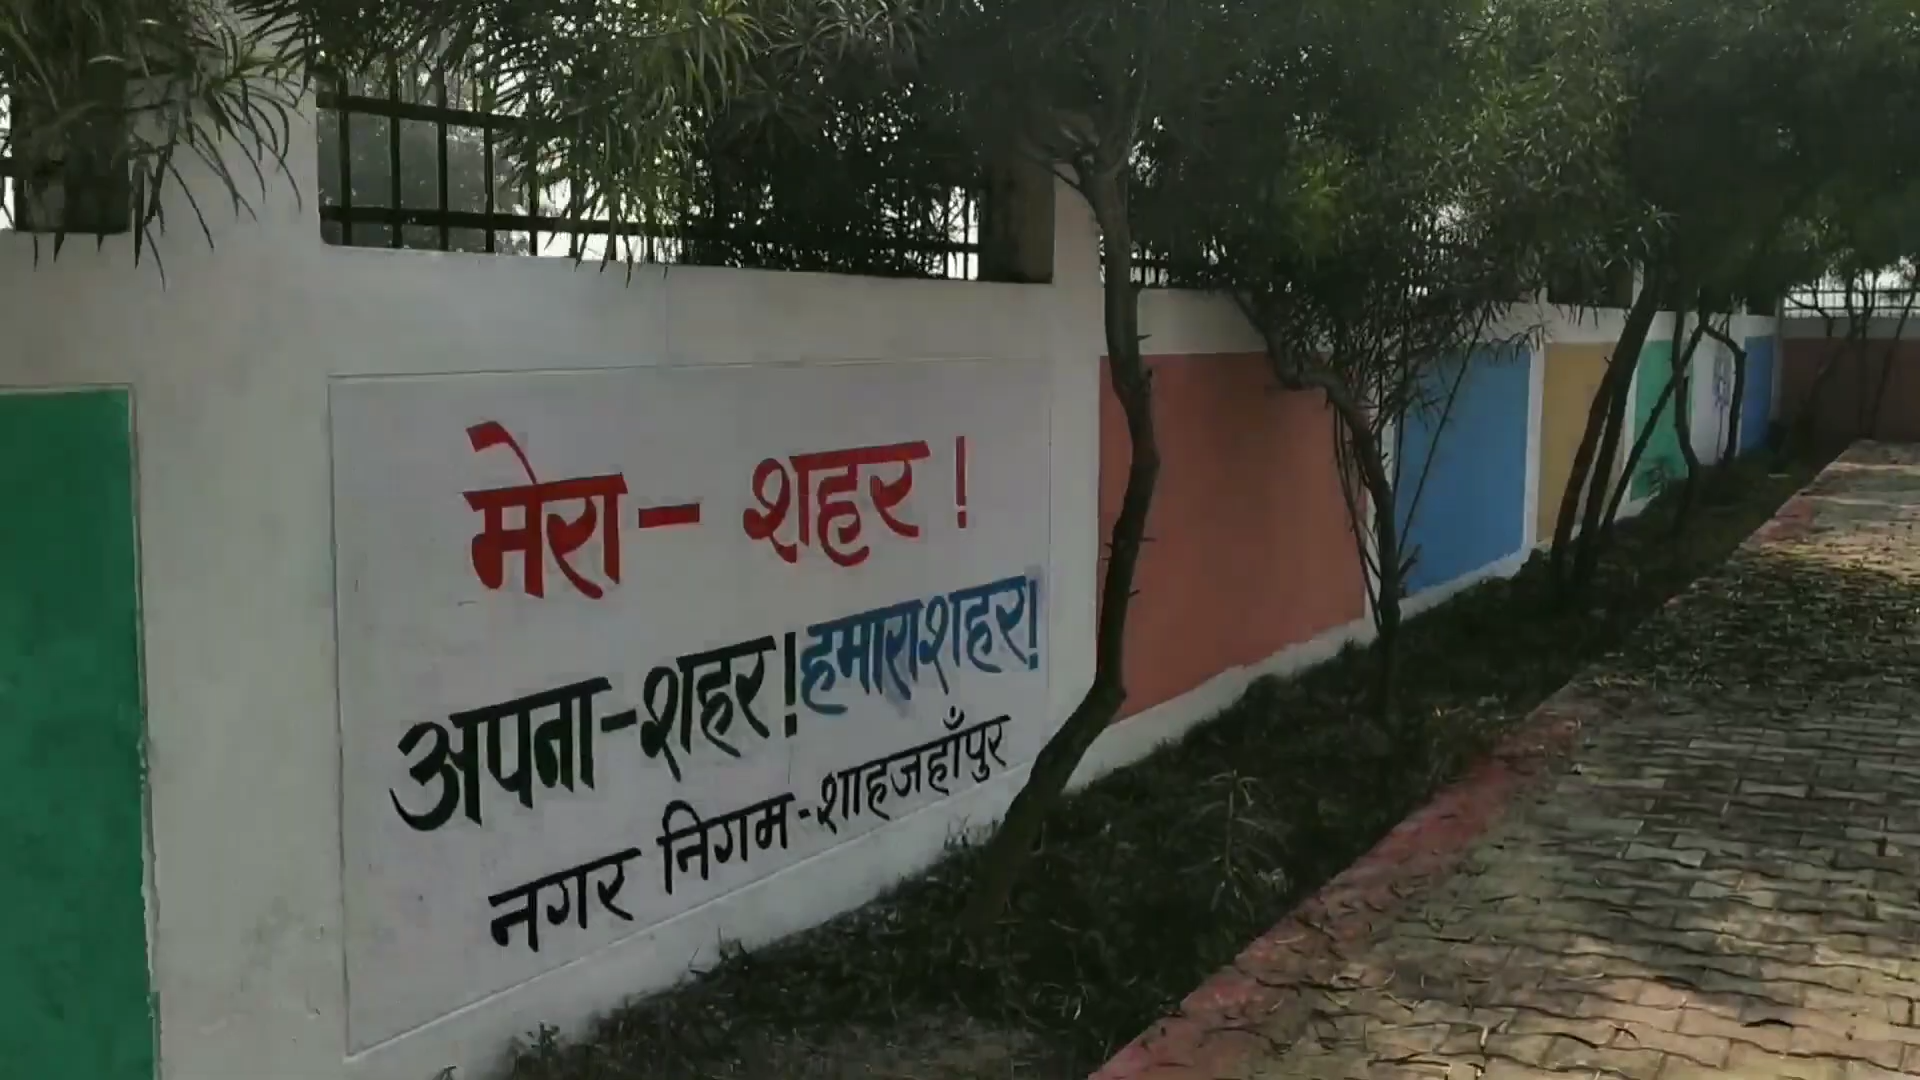 मेरा - शहर !
अपना - शहर ! हमारा शहर !
नगर निगम - शाहजहाँपुर